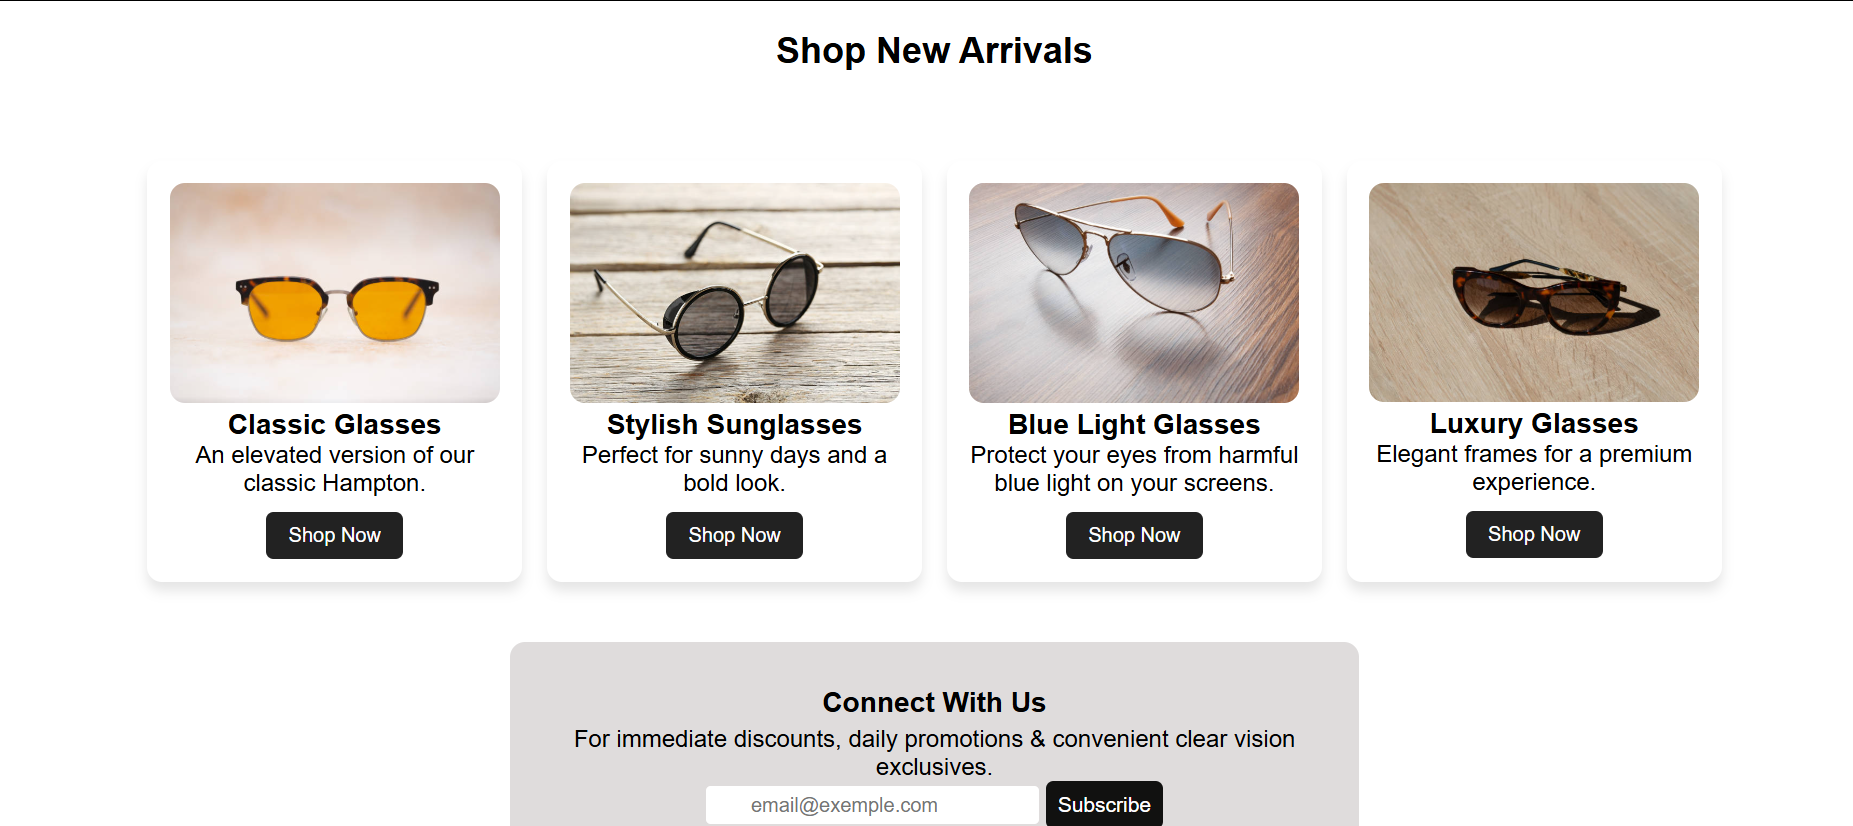 Shop New Arrivals
Classic Glasses
An elevated version of our
classic Hampton.
Shop Now
Stylish Sunglasses
Perfect for sunny days and a
bold look.
Shop Now
Blue Light Glasses
Protect your eyes from harmful
blue light on your screens.
Shop Now
Luxury Glasses
Elegant frames for a premium
experience.
Shop Now
Connect With Us
For immediate discounts, daily promotions & convenient clear vision
exclusives.
email@exemple.com
Subscribe